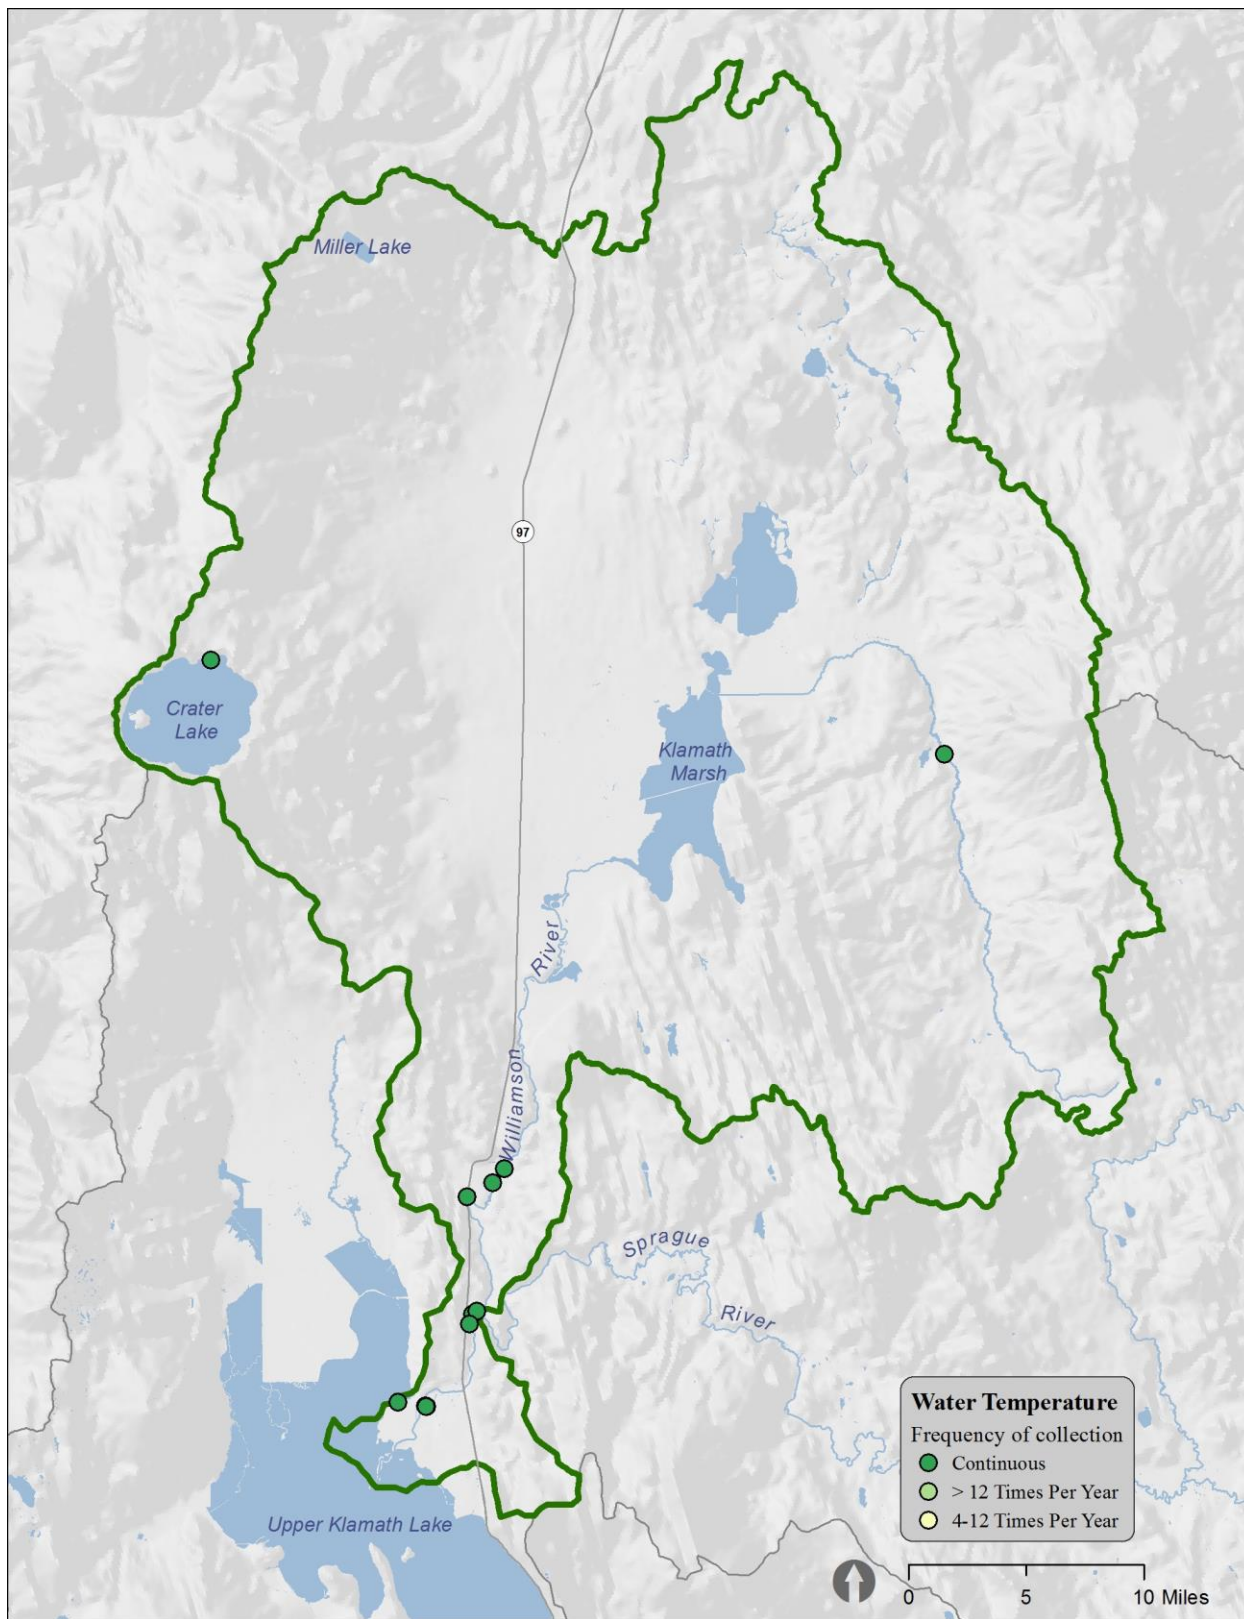 Miller Lake
97
Crater
Lake
Klamath
Marsh
River
Williamson
Sprague
River
Upper Klamath Lake
Water Temperature
Frequency of collection
Continuous
> 12 Times Per Year
4-12 Times Per Year
0 5 10 Miles